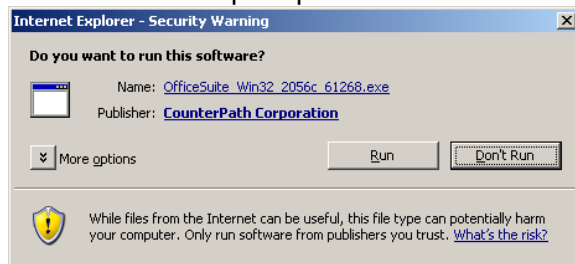 Internet Explorer - Security Warning
Do you want to run this software?
Name: OfficeSuite_Win32_2056c_61268.exe
Publisher: CounterPath Corporation
More options
Run
Don't Run
While files from the Internet can be useful, this file type can potentially harm
your computer. Only run software from publishers you trust. What's the risk?